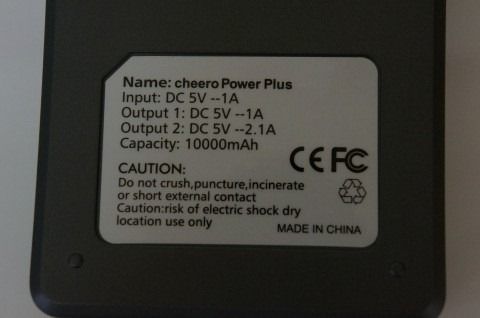 Name: cheero Power Plus
Input: DC 5V --1A
Output 1: DC 5V --1A
Output 2: DC 5V --2.1A
Capacity: 10000mAh
CE FC
CAUTION:
Do not crush,puncture,incinerate
or short external contact
Caution:risk of electric shock dry
location use only
MADE IN CHINA